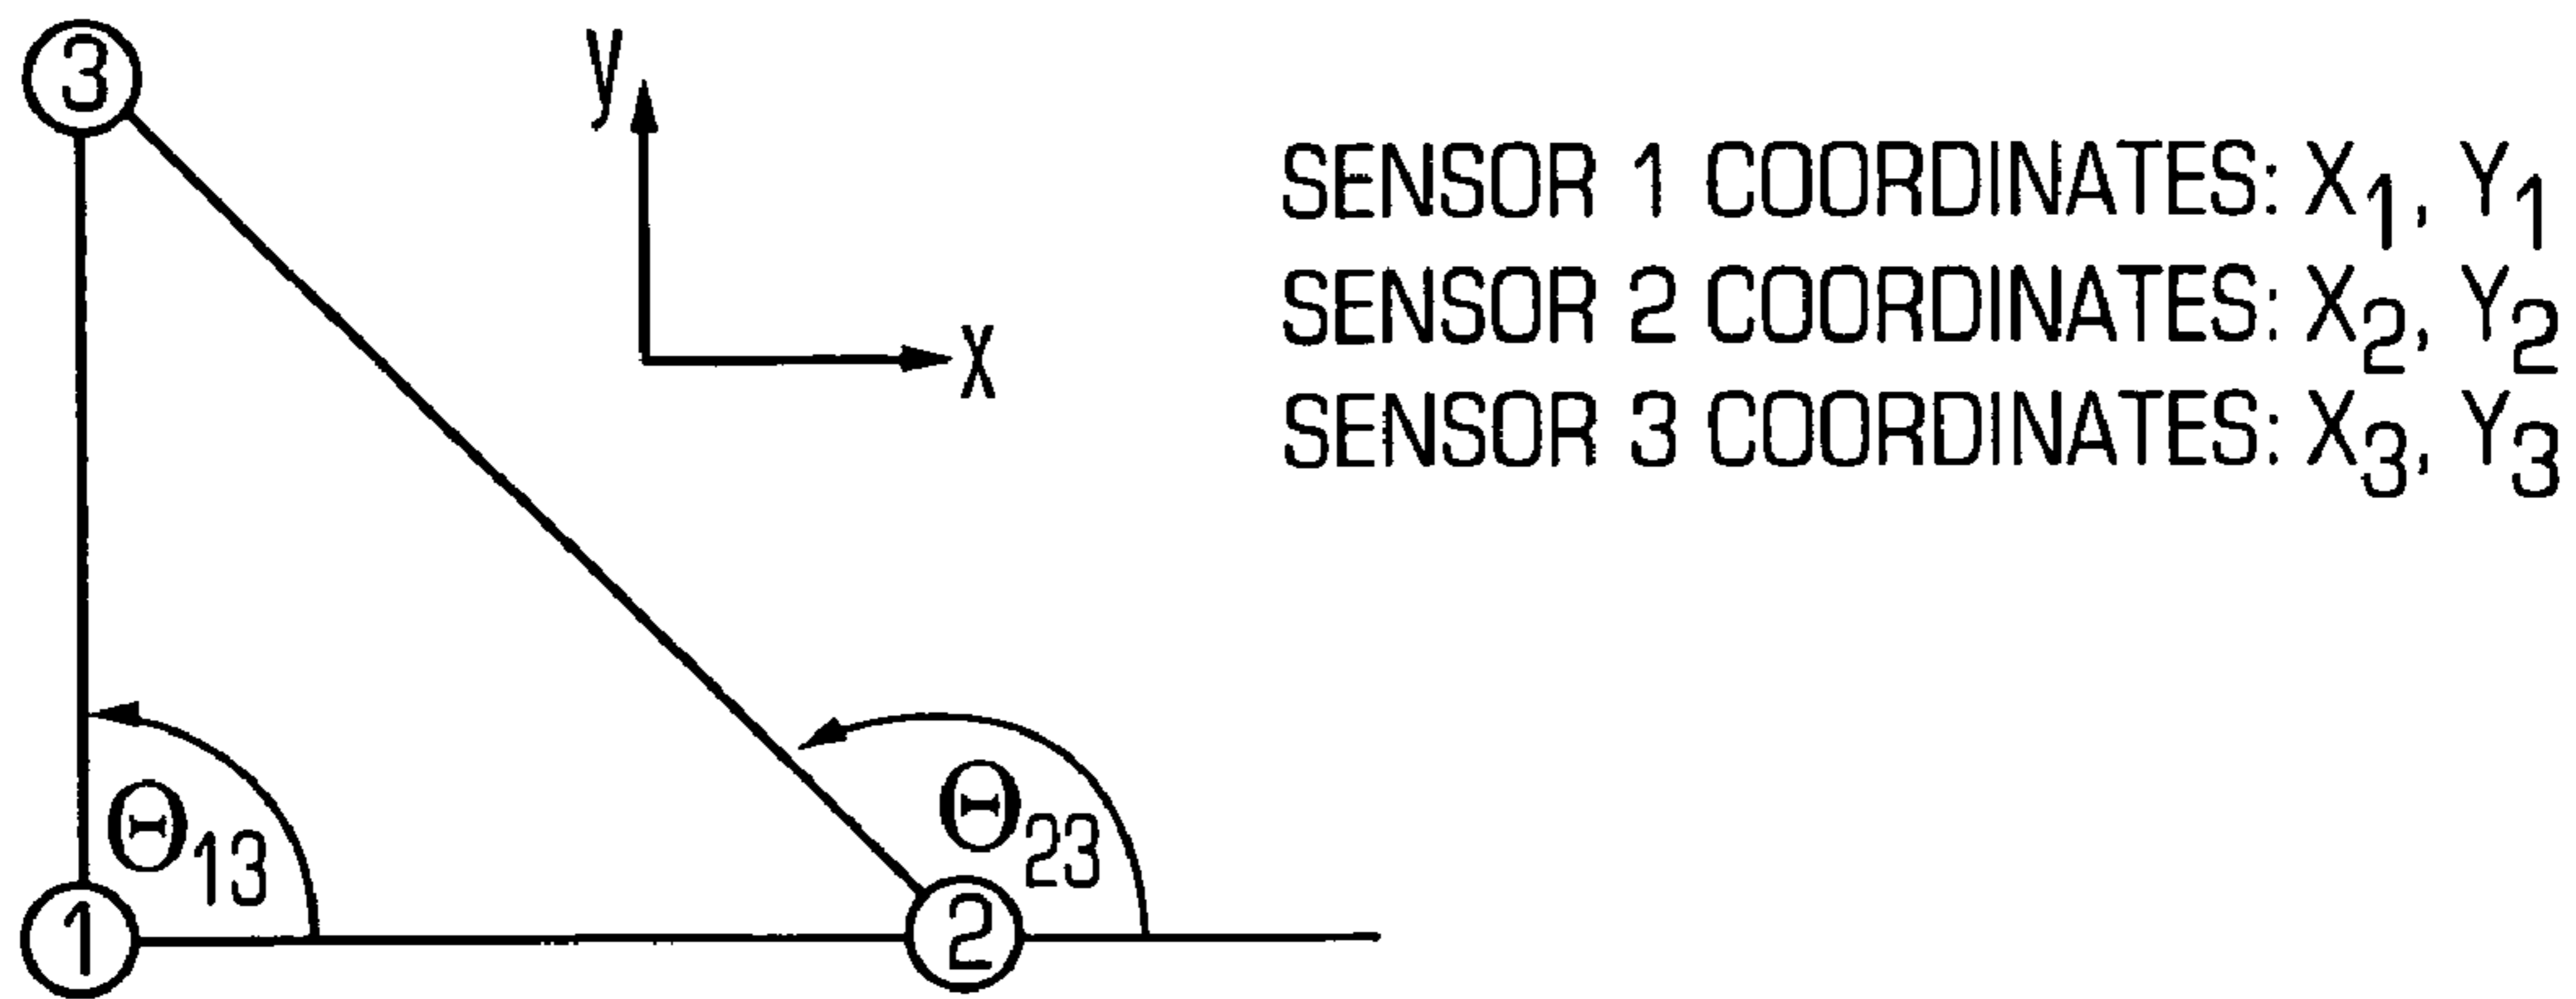 3
y
X
SENSOR 1 COORDINATES: X₁, Y₁
SENSOR 2 COORDINATES: X₂, Y₂
SENSOR 3 COORDINATES: X₃, Y₃
Θ₁₃
Θ₂₃
1
2